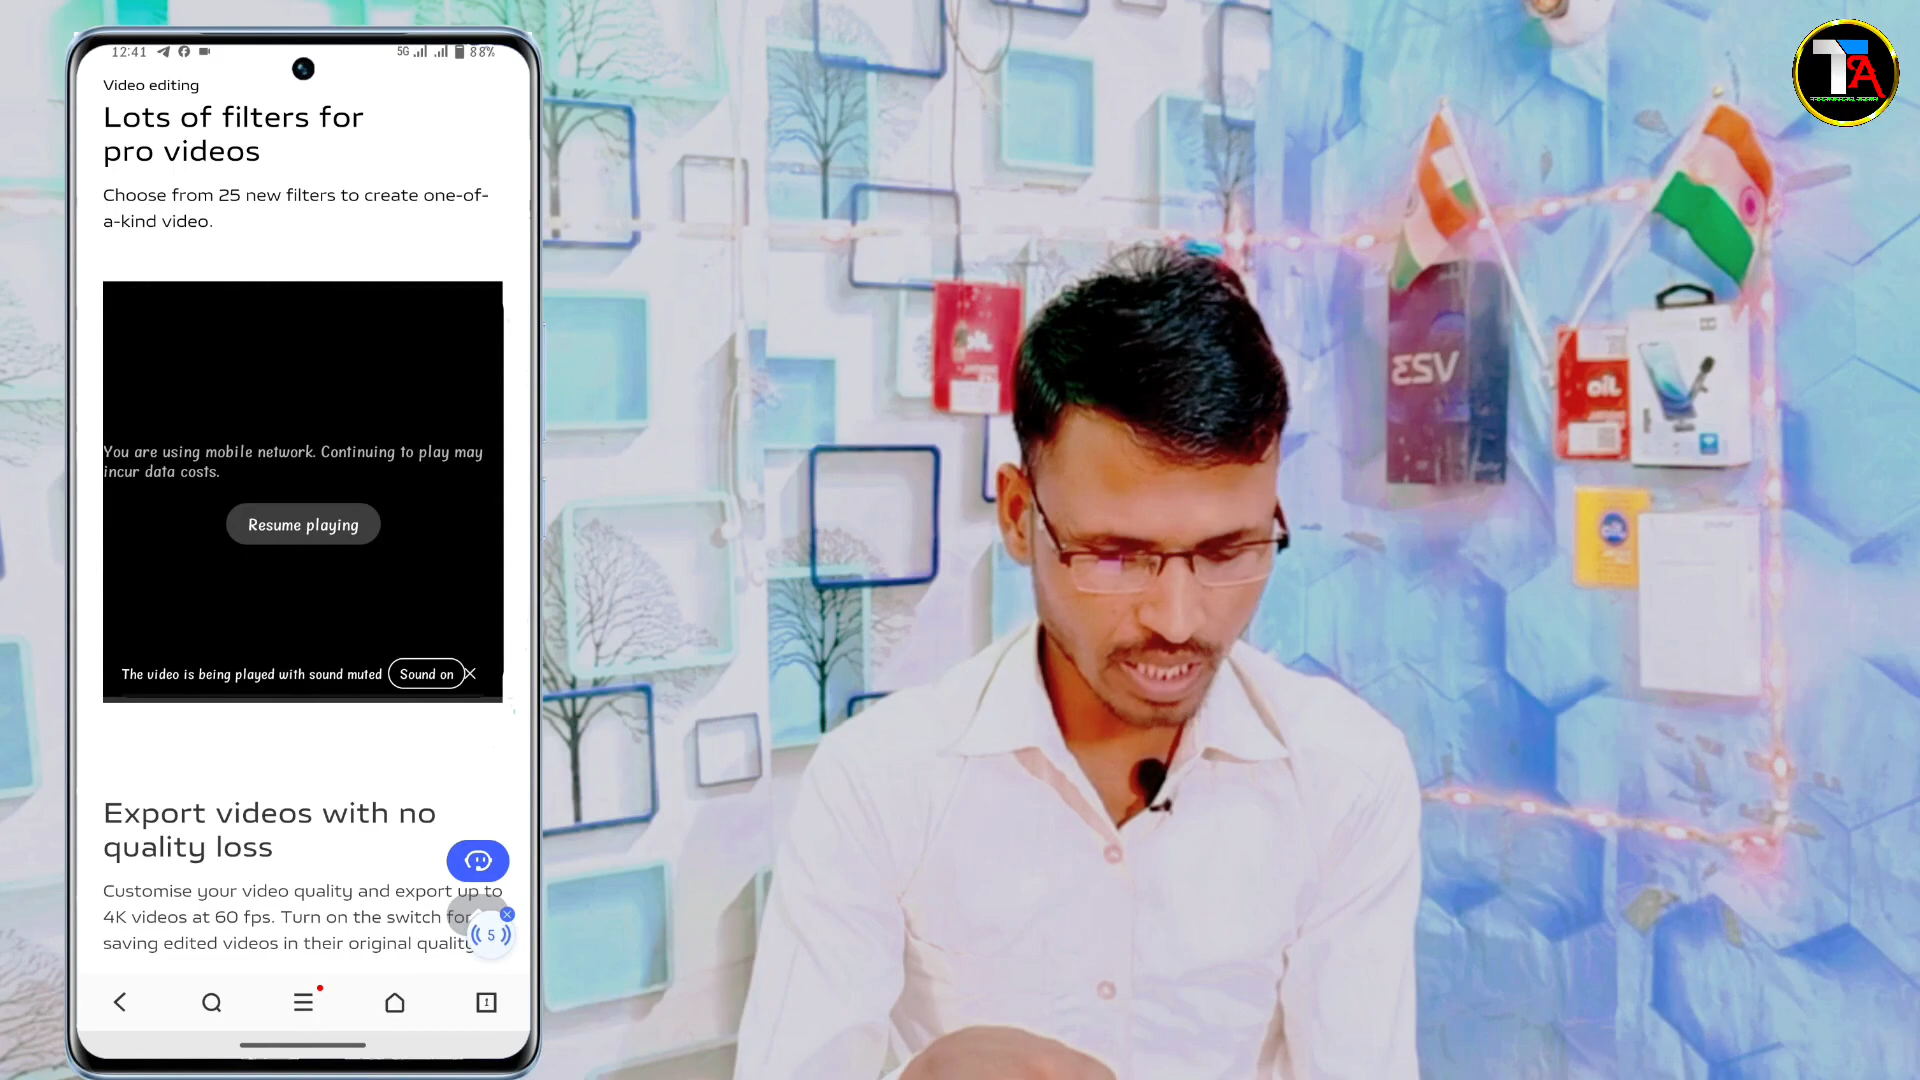 12:41
5G
88%
Video editing
Lots of filters for
pro videos
Choose from 25 new filters to create one-of-
a-kind video.
You are using mobile network. Continuing to play may
incur data costs.
Resume playing
The video is being played with sound muted
Sound on
Export videos with no
quality loss
Customise your video quality and export up to
4K videos at 60 fps. Turn on the switch for
saving edited videos in their original quality
5
1
TA
V23